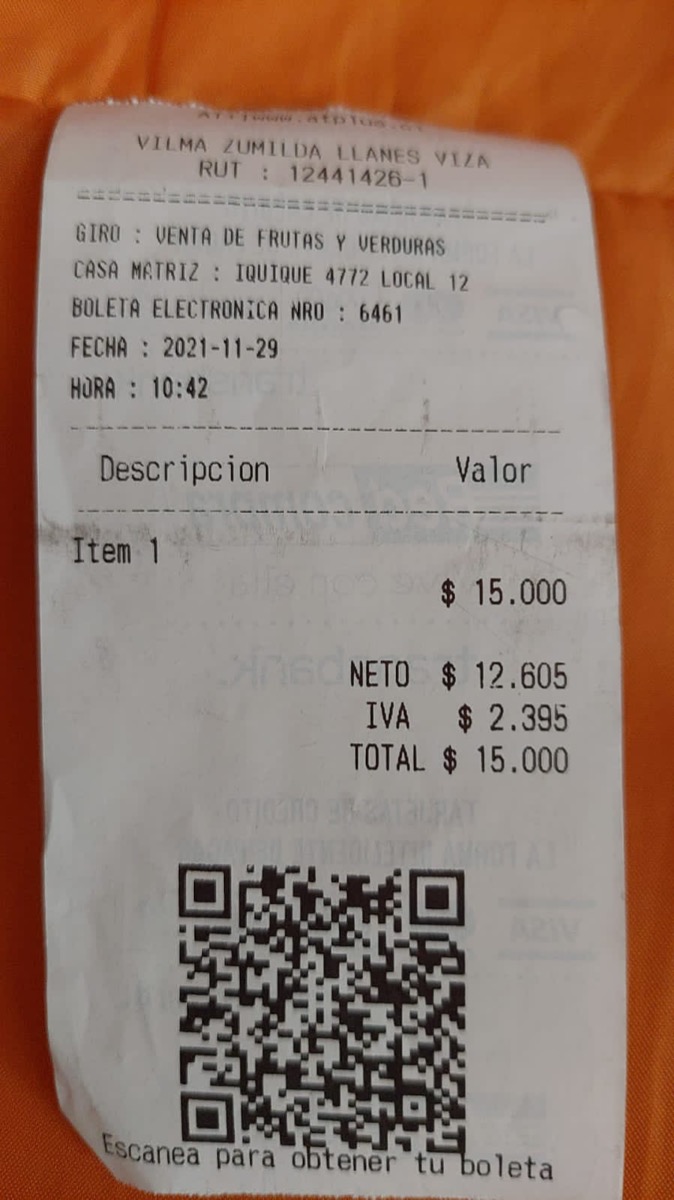 VILMA ZUMILDA LLANES VIZA
RUT : 12441426-1
GIRO : VENTA DE FRUTAS Y VERDURAS
CASA MATRIZ : IQUIQUE 4772 LOCAL 12
BOLETA ELECTRONICA NRO : 6461
FECHA : 2021-11-29
HORA : 10:42
Descripcion Valor
Item 1
$ 15.000
NETO $ 12.605
IVA $ 2.395
TOTAL $ 15.000
Escanea para obtener tu boleta